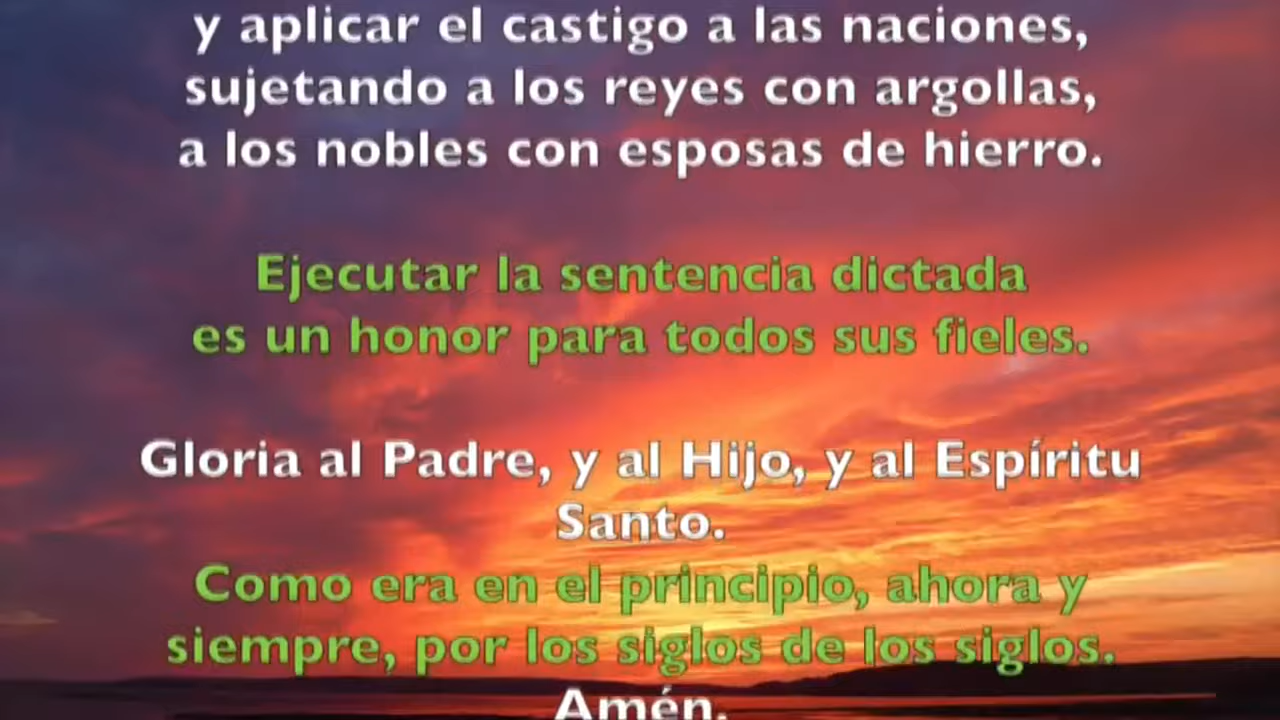 y aplicar el castigo a las naciones,
sujetando a los reyes con argollas,
a los nobles con esposas de hierro.
Ejecutar la sentencia dictada
es un honor para todos sus fieles.
Gloria al Padre, y al Hijo, y al Espíritu
Santo.
Como era en el principio, ahora y
siempre, por los siglos de los siglos.
Amén.